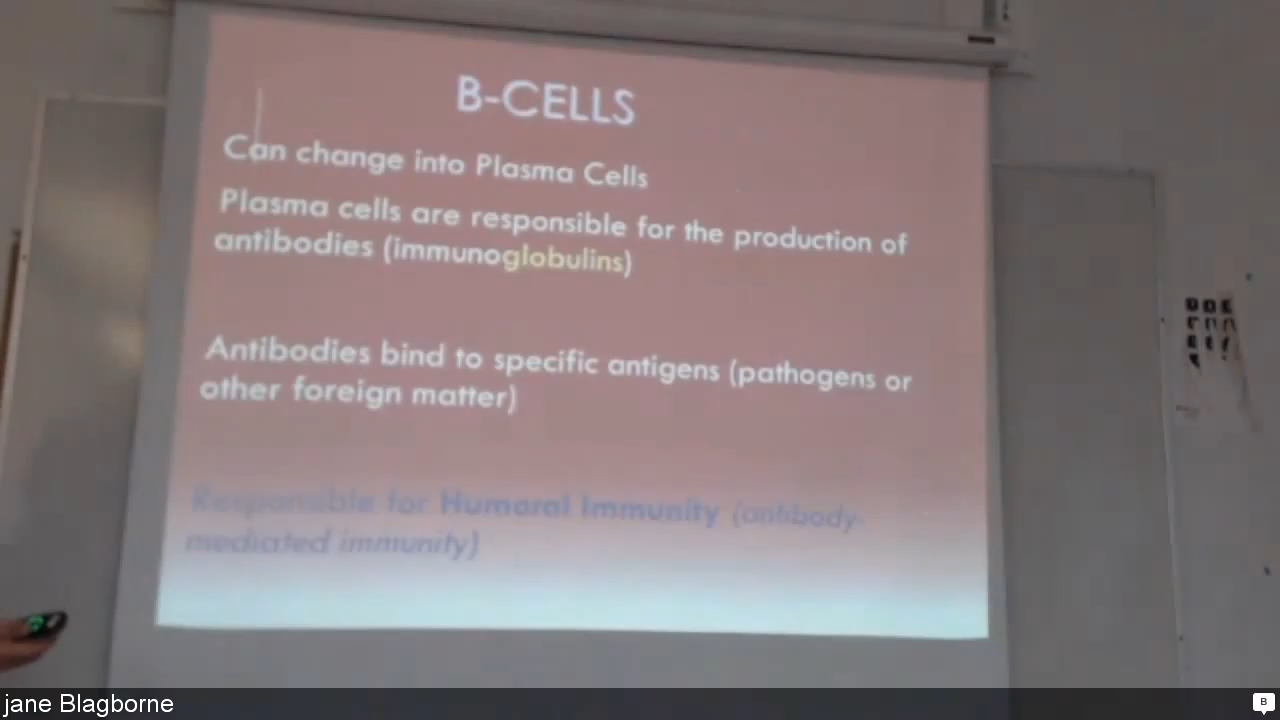 B-CELLS
Can change into Plasma Cells
Plasma cells are responsible for the production of
antibodies (immunoglobulins)
Antibodies bind to specific antigens (pathogens or
other foreign matter)
Responsible for Humoral Immunity (antibody-
mediated immunity)
jane Blagborne
B